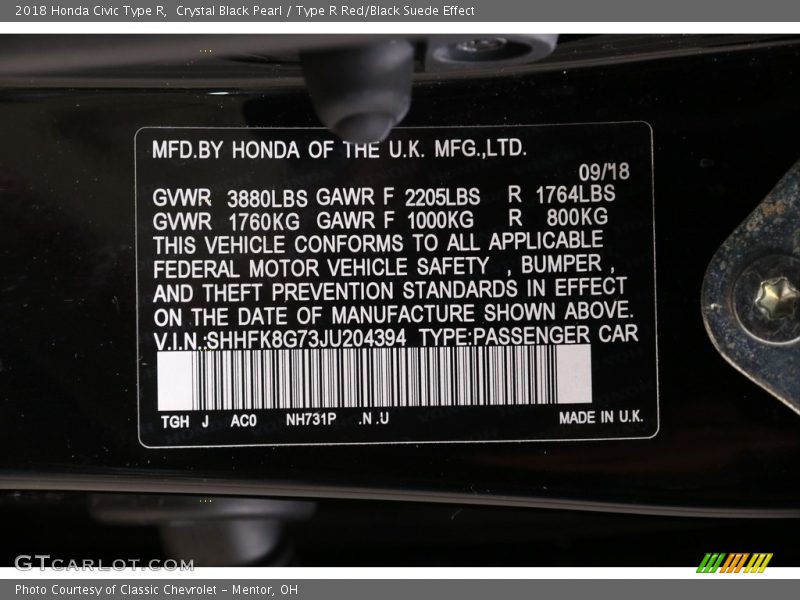 2018 Honda Civic Type R,  Crystal Black Pearl / Type R Red/Black Suede Effect
MFD.BY HONDA OF THE U.K. MFG.,LTD.
09/18
GVWR 3880LBS GAWR F 2205LBS R 1764LBS
GVWR 1760KG GAWR F 1000KG R 800KG
THIS VEHICLE CONFORMS TO ALL APPLICABLE
FEDERAL MOTOR VEHICLE SAFETY , BUMPER ,
AND THEFT PREVENTION STANDARDS IN EFFECT
ON THE DATE OF MANUFACTURE SHOWN ABOVE.
V.I.N.:SHHFK8G73JU204394 TYPE:PASSENGER CAR
TGH J AC0 NH731P .N .U MADE IN U.K.
GTCARLOT.COM
Photo Courtesy of Classic Chevrolet – Mentor, OH